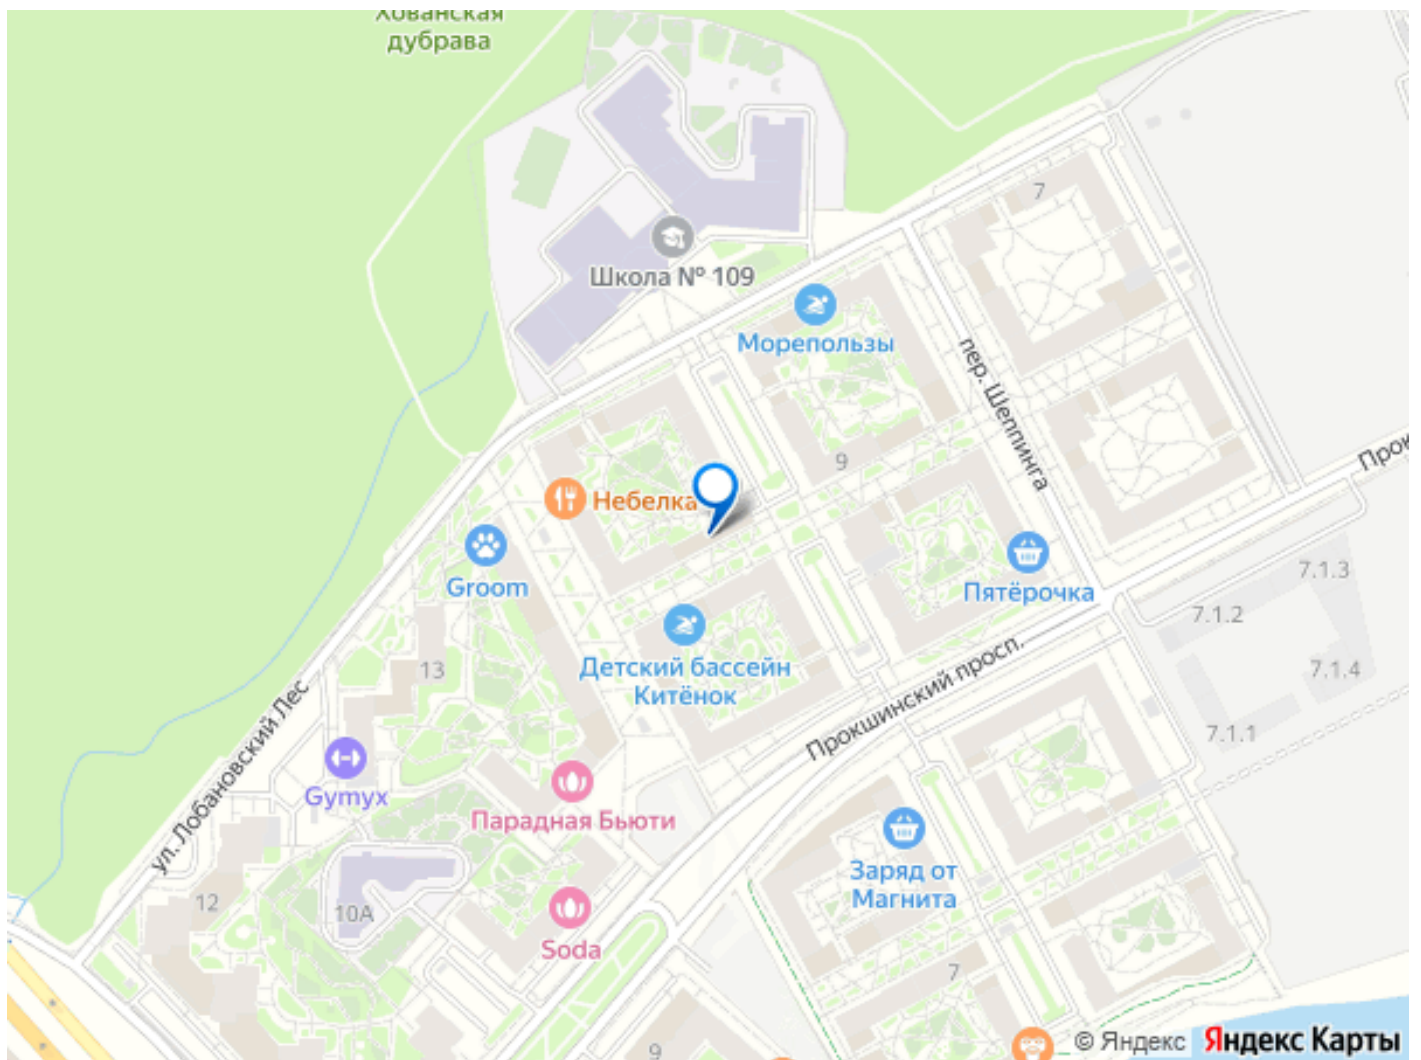 Хованская
дубрава
7
Школа № 109
Морепользы
пер. Шеппинга
9
Прок
Небелка
Groom
Пятёрочка
7.1.3
7.1.2
7.1.4
7.1.1
13
Детский бассейн
Китёнок
Прокшинский просп.
ул. Лобановский Лес
Gymyx
Парадная Бьюти
Заряд от
Магнита
12
10А
Soda
7
9
© Яндекс Яндекс Карты